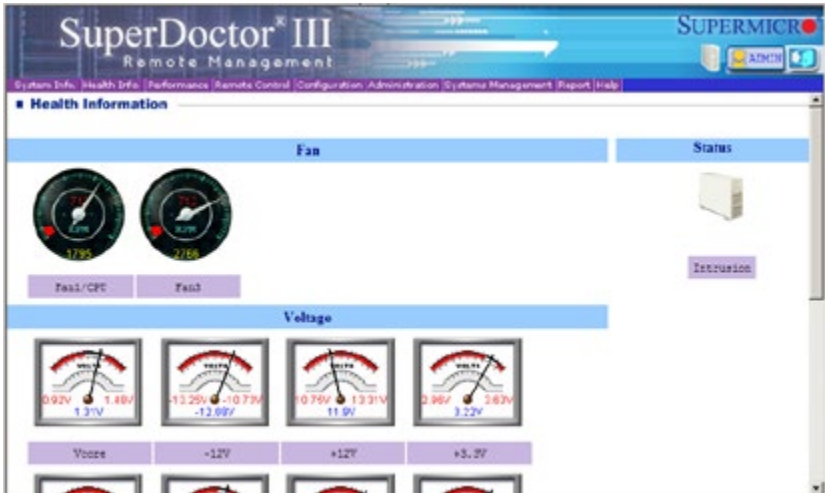 SuperDoctor® III
Remote Management
SUPERMICRO
ADMIN
System Info. Health Info. Performance Remote Control Configuration Administration Systems Management Report Help
Health Information
Fan
Status
712
RPM
1795
712
RPM
2766
Fan1/CPU
Fan3
Intrusion
Voltage
VOLTS
0.92V 1.48V
1.31V
VOLTS
-13.25V -10.73V
VOLTS
10.76V 13.31V
11.9V
VOLTS
2.96V 3.63V
3.22V
Vcore
-12V
+12V
+3.3V